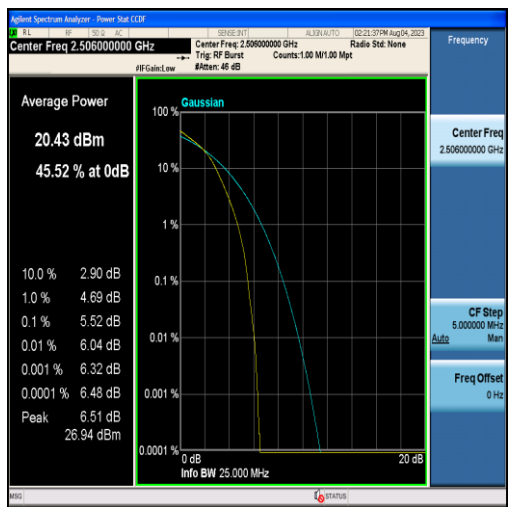 Agilent Spectrum Analyzer - Power Stat CCDF
RL RF 50 Ω AC SENSE:INT ALIGN AUTO 02:21:37 PM Aug 04, 2023
Center Freq 2.506000000 GHz
Center Freq: 2.506000000 GHz
Radio Std: None
Trig: RF Burst
Counts:1.00 M/1.00 Mpt
#IFGain:Low
#Atten: 46 dB
Frequency
Average Power
20.43 dBm
45.52 % at 0dB
10.0 % 2.90 dB
1.0 % 4.69 dB
0.1 % 5.52 dB
0.01 % 6.04 dB
0.001 % 6.32 dB
0.0001 % 6.48 dB
Peak 6.51 dB
26.94 dBm
Gaussian
100 %
10 %
1 %
0.1 %
0.01 %
0.001 %
0.0001 %
0 dB
20 dB
Info BW 25.000 MHz
Center Freq
2.506000000 GHz
CF Step
5.000000 MHz
Auto Man
Freq Offset
0 Hz
MSG
STATUS